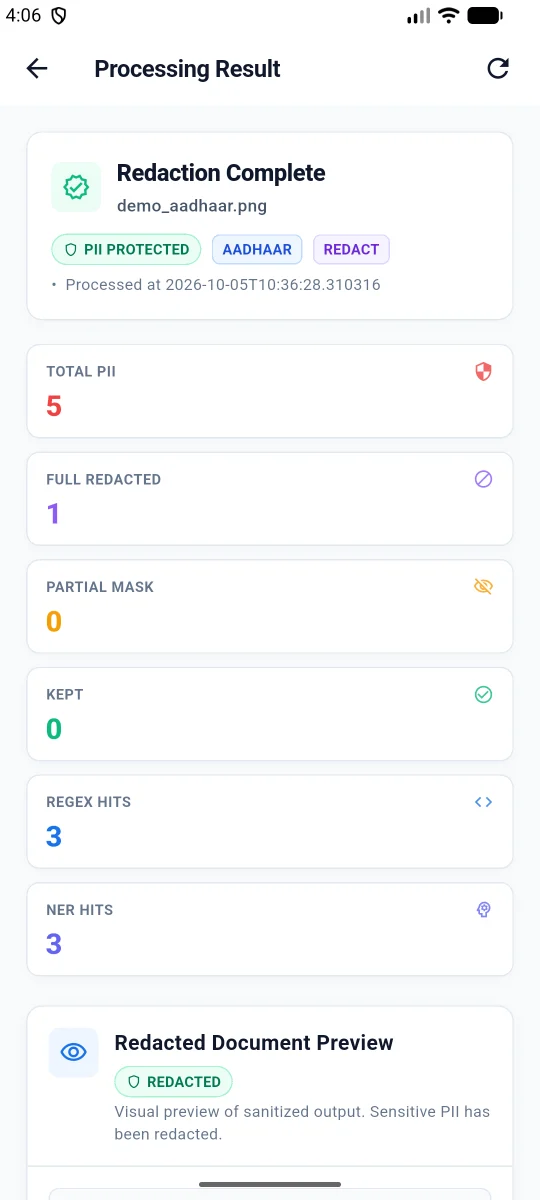 4:06
Processing Result
Redaction Complete
demo_aadhaar.png
PII PROTECTED AADHAAR REDACT
• Processed at 2026-10-05T10:36:28.310316
TOTAL PII
5
FULL REDACTED
1
PARTIAL MASK
0
KEPT
0
REGEX HITS
3
NER HITS
3
Redacted Document Preview
REDACTED
Visual preview of sanitized output. Sensitive PII has
been redacted.